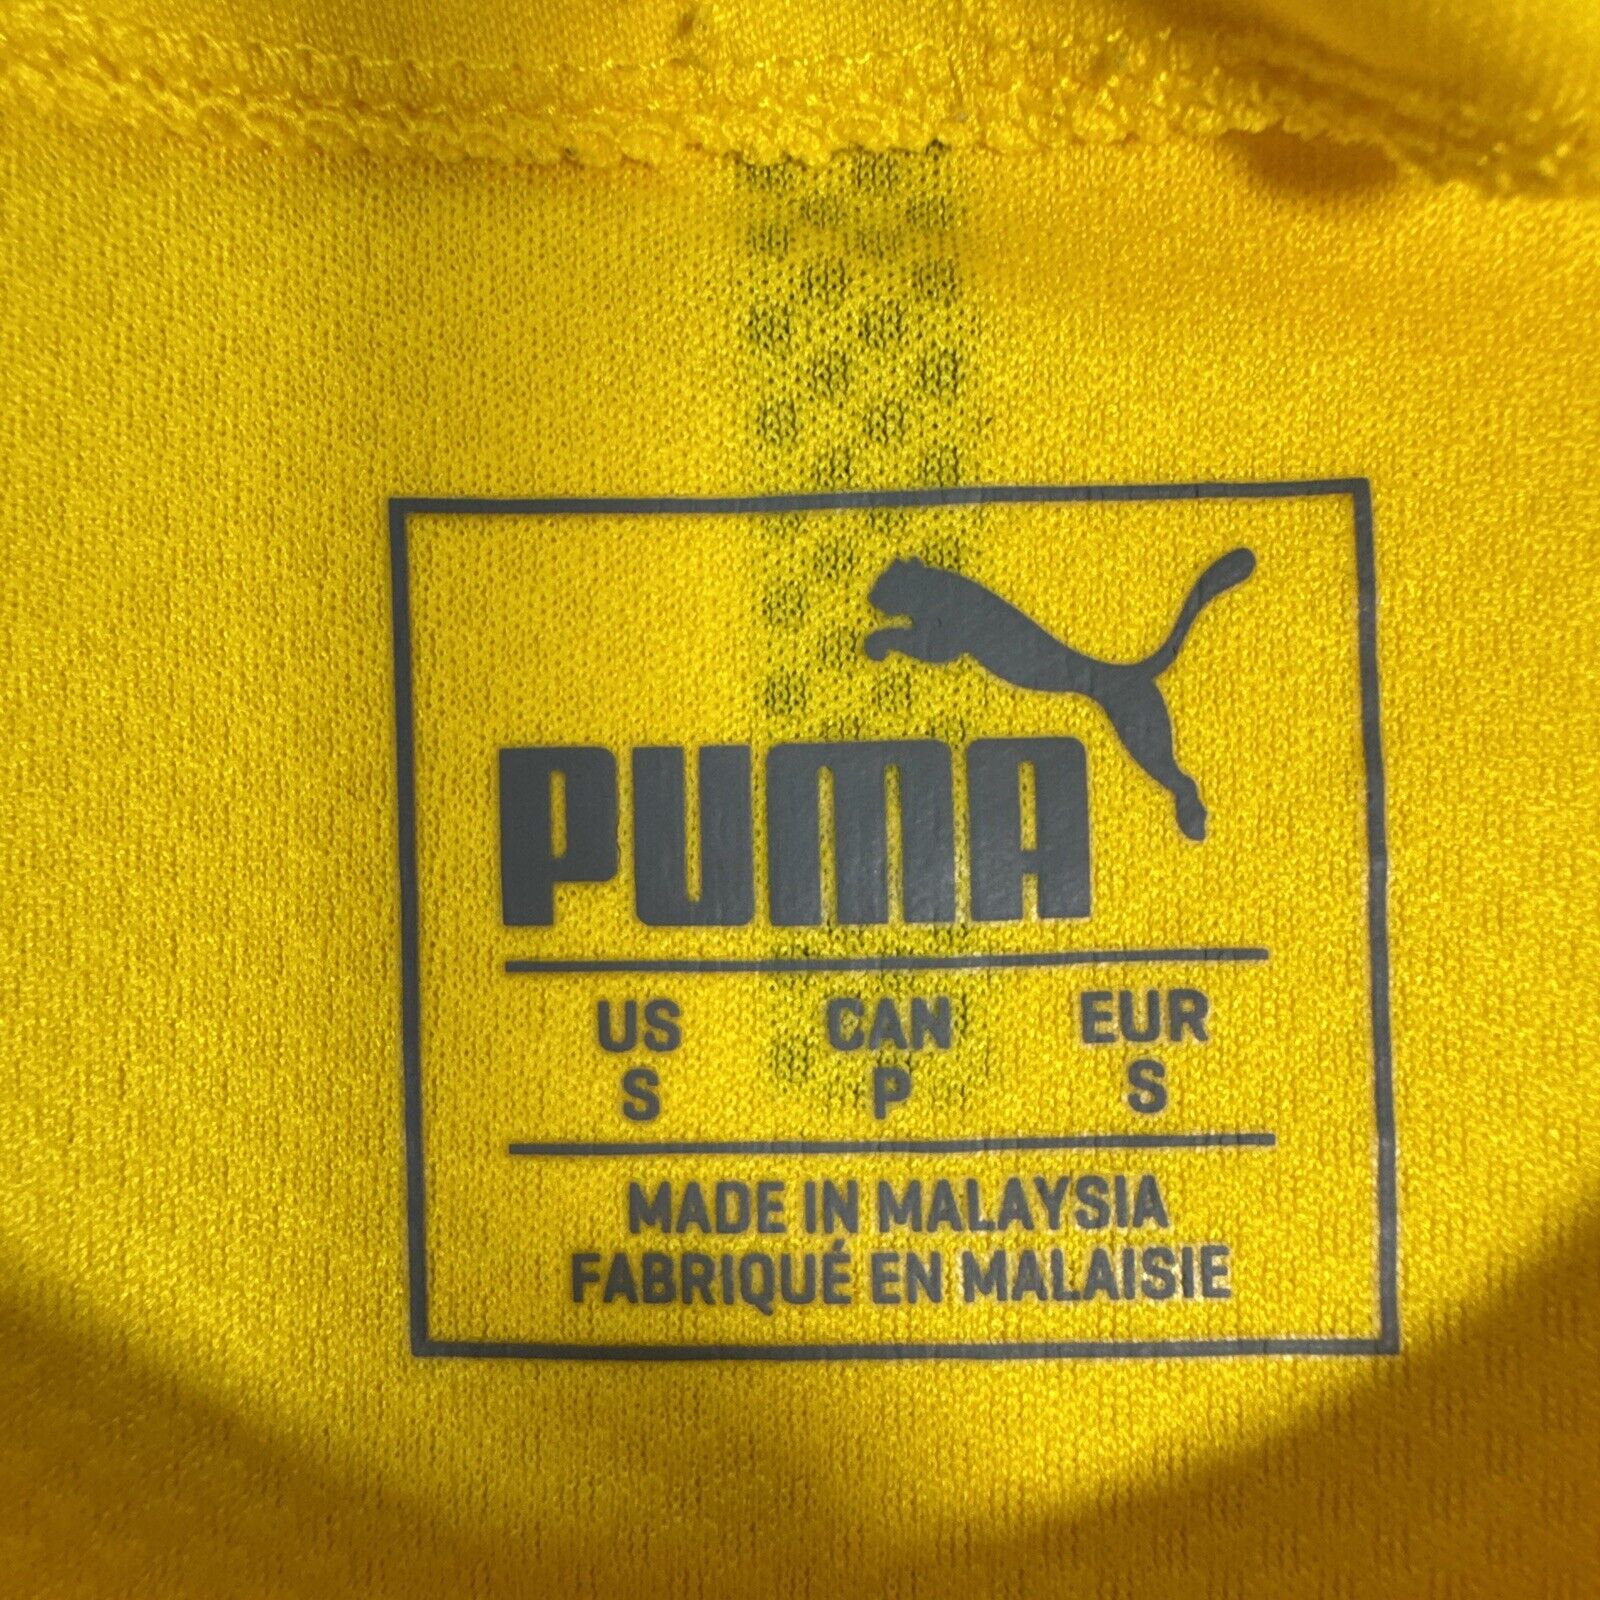 PUMA
US CAN EUR
S P S
MADE IN MALAYSIA
FABRIQUÉ EN MALAISIE